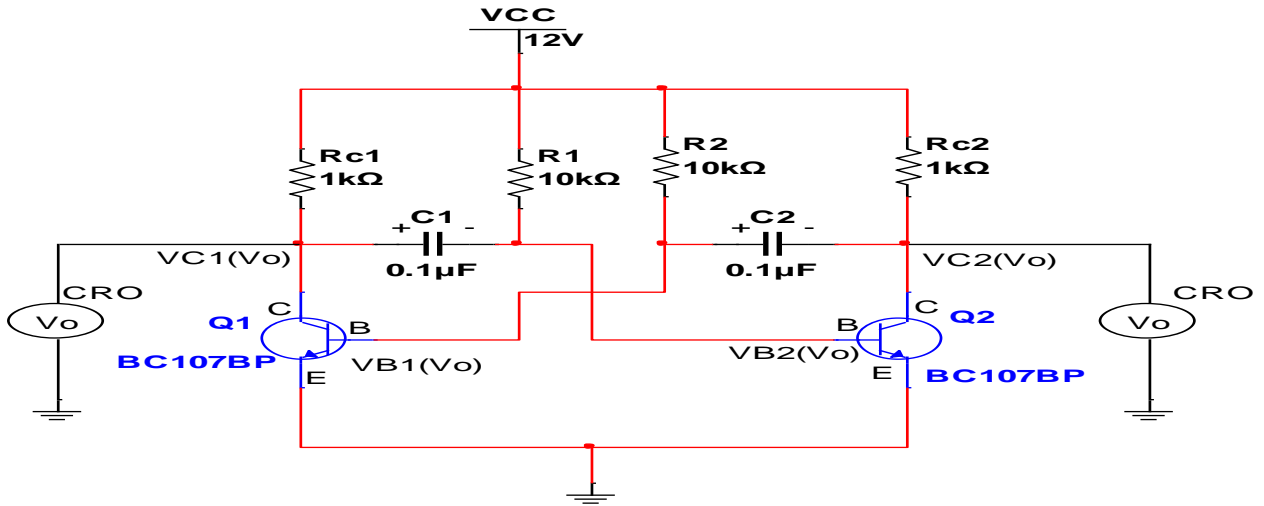 VCC
12V
Rc1
1kΩ
R1
10kΩ
R2
10kΩ
Rc2
1kΩ
+ C1 -
0.1µF
+ C2 -
0.1µF
VC1(Vo)
VC2(Vo)
CRO
Vo
CRO
Vo
Q1
BC107BP
C
B
E
VB1(Vo)
VB2(Vo)
B
C
E
Q2
BC107BP